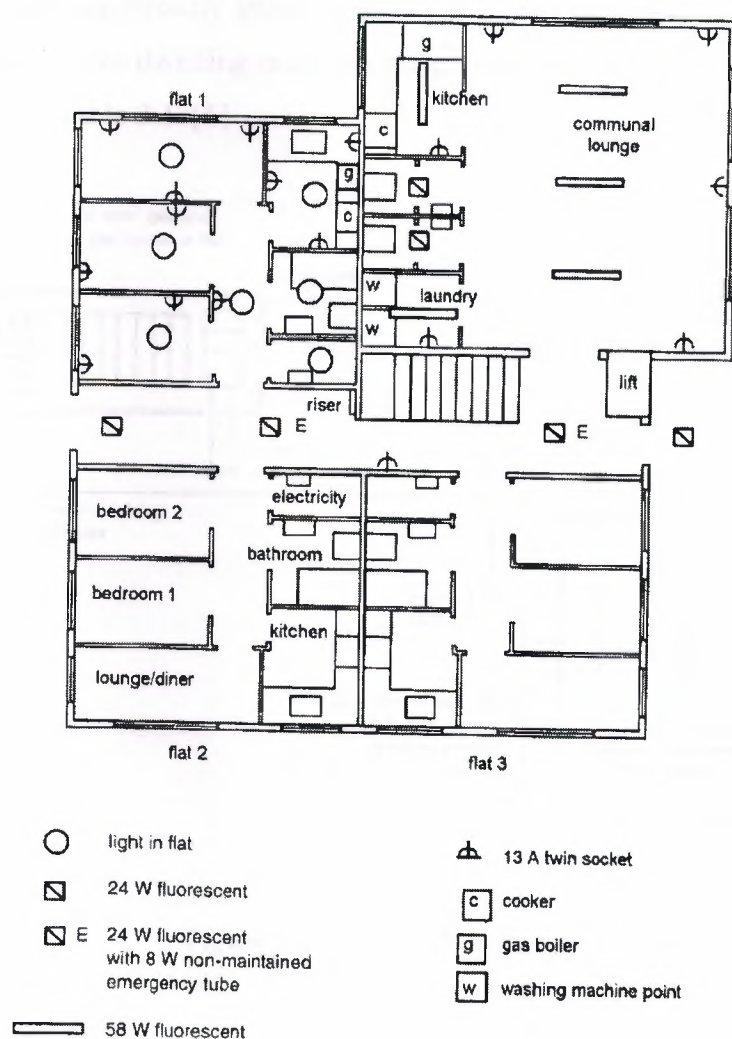 flat 1
g
kitchen
communal
lounge
c
g
c
w
laundry
w
lift
riser
E
E
electricity
bedroom 2
bathroom
bedroom 1
kitchen
lounge/diner
flat 2
flat 3
light in flat
13 A twin socket
24 W fluorescent
c cooker
E 24 W fluorescent
with 8 W non-maintained
emergency tube
g gas boiler
w washing machine point
58 W fluorescent